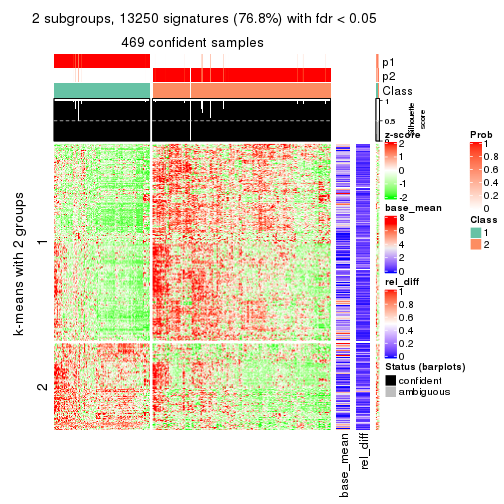 2 subgroups, 13250 signatures (76.8%) with fdr < 0.05
469 confident samples
p1
p2
Class
1
0.5
0
Silhouette
score
k-means with 2 groups
1
2
base_mean
rel_diff
z-score
2
1
0
-1
-2
base_mean
8
6
4
2
0
rel_diff
1
0.8
0.6
0.4
0.2
0
Status (barplots)
confident
ambiguous
Prob
1
0.8
0.6
0.4
0.2
0
Class
1
2